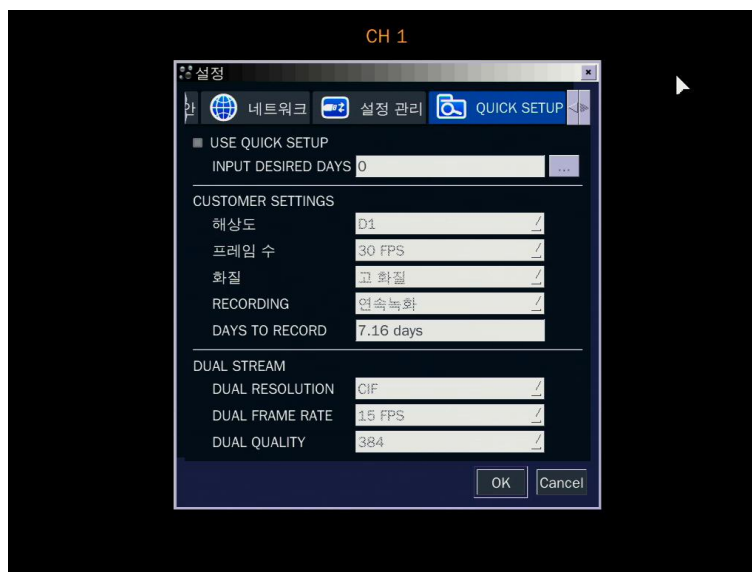 CH 1
설정
안 네트워크 설정 관리 QUICK SETUP
USE QUICK SETUP
INPUT DESIRED DAYS 0 ...
CUSTOMER SETTINGS
해상도 D1
프레임 수 30 FPS
화질 고 화질
RECORDING 연속녹화
DAYS TO RECORD 7.16 days
DUAL STREAM
DUAL RESOLUTION CIF
DUAL FRAME RATE 15 FPS
DUAL QUALITY 384
OK Cancel